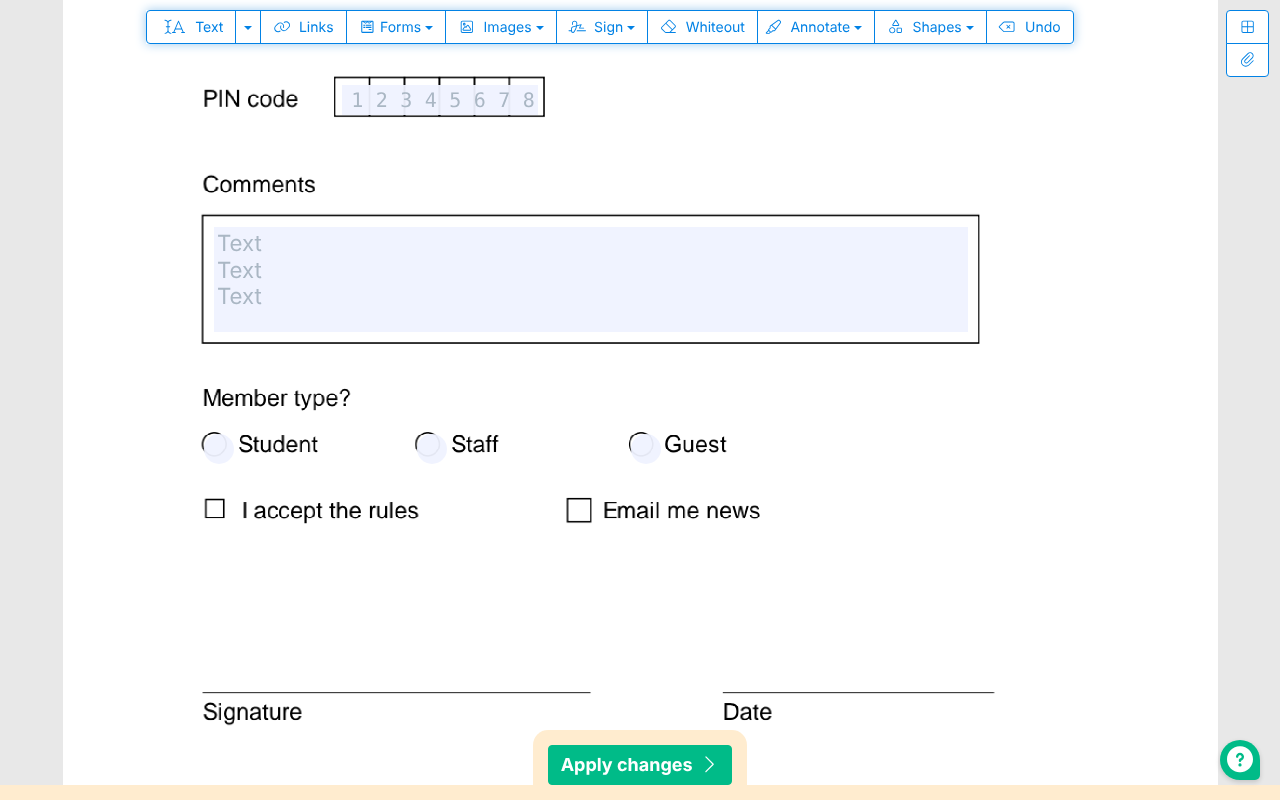 Text Links Forms Images Sign Whiteout Annotate Shapes Undo
PIN code 1 2 3 4 5 6 7 8
Comments
Text
Text
Text
Member type?
Student Staff Guest
I accept the rules Email me news
Signature Date
Apply changes
?